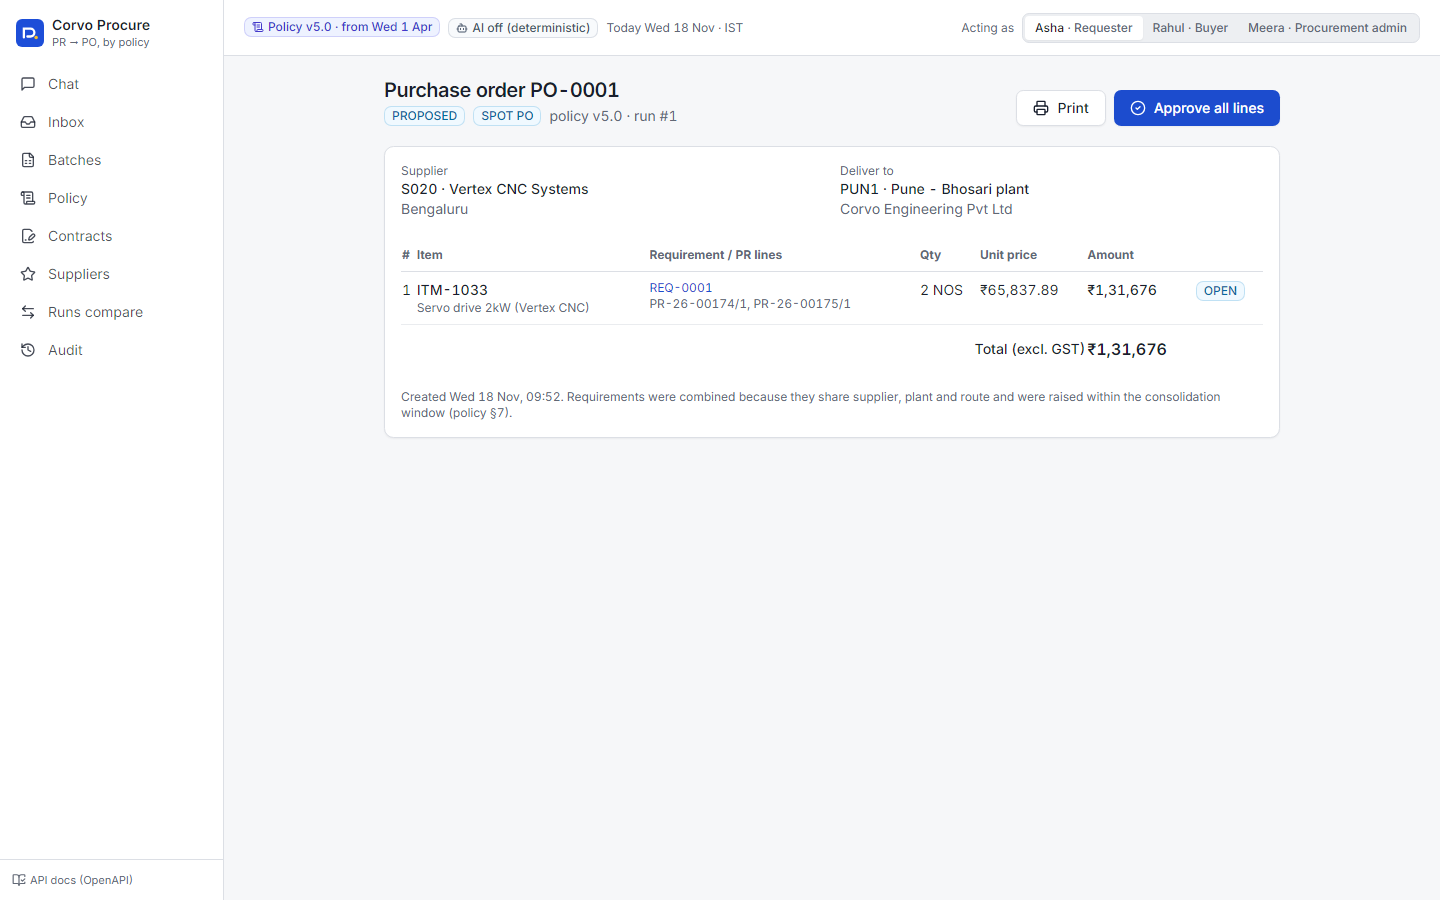 Corvo Procure
PR → PO, by policy
Chat
Inbox
Batches
Policy
Contracts
Suppliers
Runs compare
Audit
API docs (OpenAPI)
Policy v5.0 · from Wed 1 Apr
AI off (deterministic)
Today Wed 18 Nov · IST
Acting as
Asha · Requester
Rahul · Buyer
Meera · Procurement admin
Purchase order PO-0001
PROPOSED
SPOT PO
policy v5.0 · run #1
Print
Approve all lines
Supplier
S020 · Vertex CNC Systems
Bengaluru
Deliver to
PUN1 · Pune - Bhosari plant
Corvo Engineering Pvt Ltd
# Item Requirement / PR lines Qty Unit price Amount
1 ITM-1033 REQ-0001 2 NOS ₹65,837.89 ₹1,31,676 OPEN
Servo drive 2kW (Vertex CNC) PR-26-00174/1, PR-26-00175/1
Total (excl. GST) ₹1,31,676
Created Wed 18 Nov, 09:52. Requirements were combined because they share supplier, plant and route and were raised within the consolidation
window (policy §7).